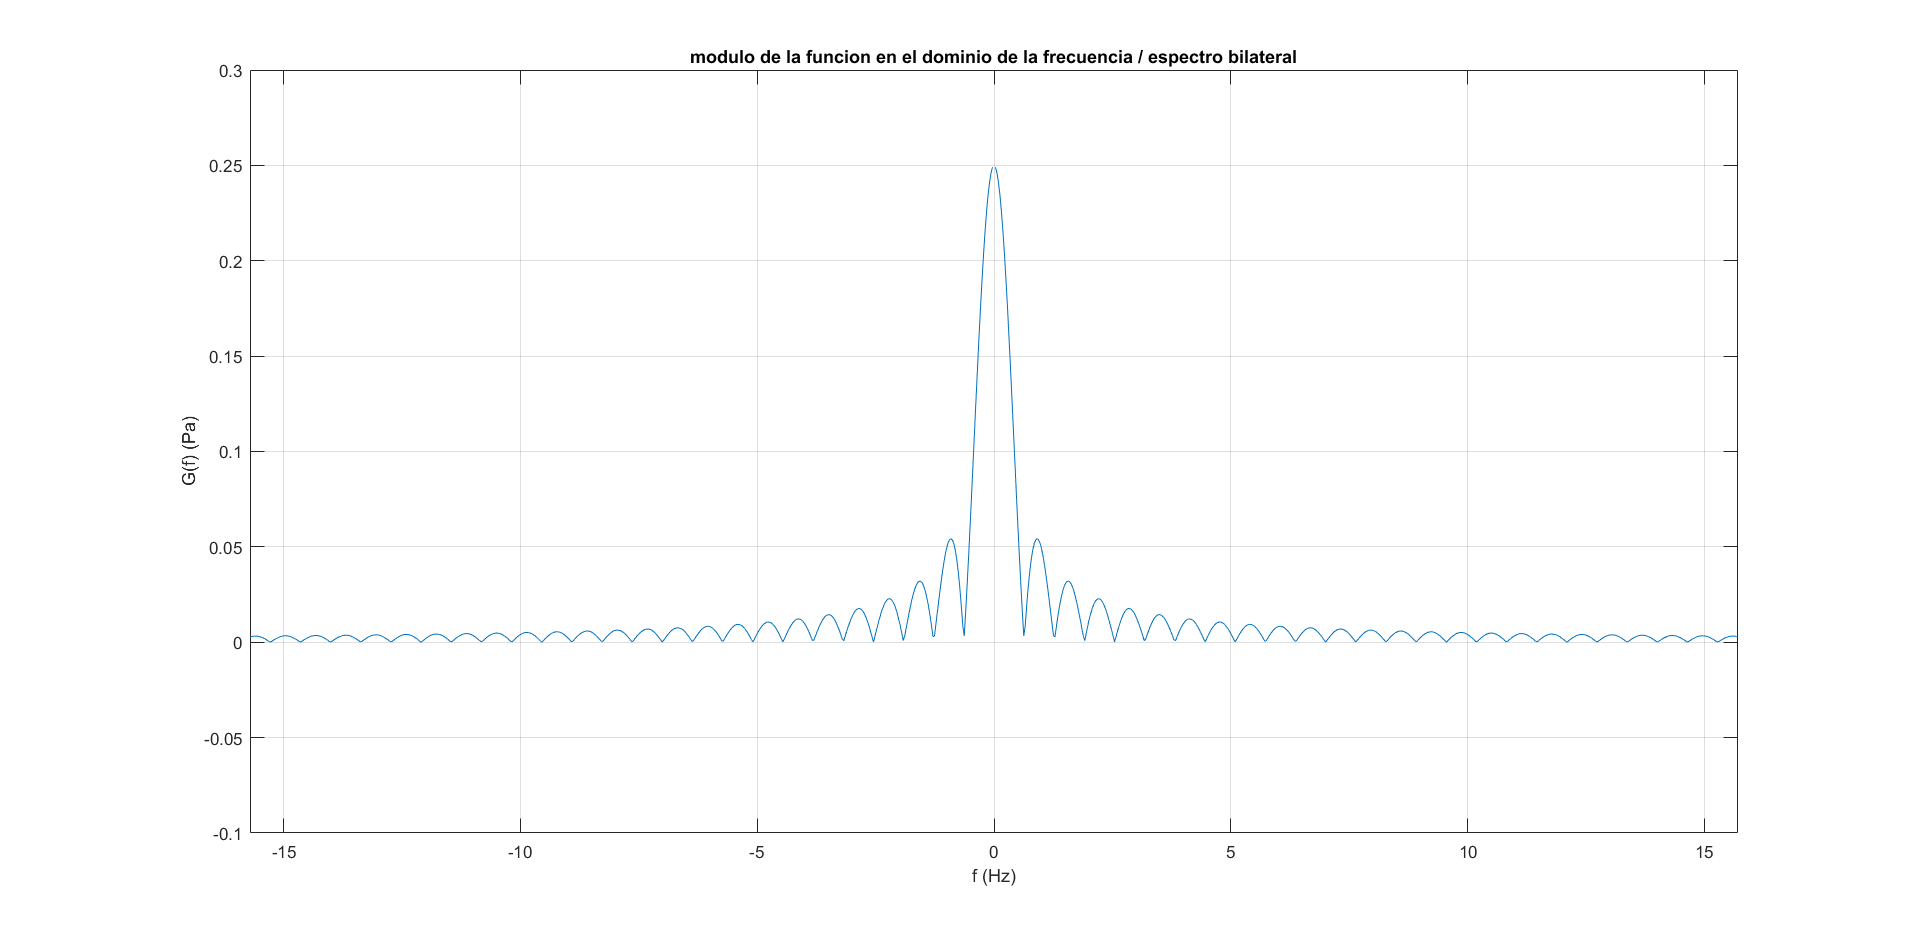 modulo de la funcion en el dominio de la frecuencia / espectro bilateral
0.3
0.25
0.2
0.15
0.1
0.05
0
-0.05
-0.1
G(f) (Pa)
-15 -10 -5 0 5 10 15
f (Hz)